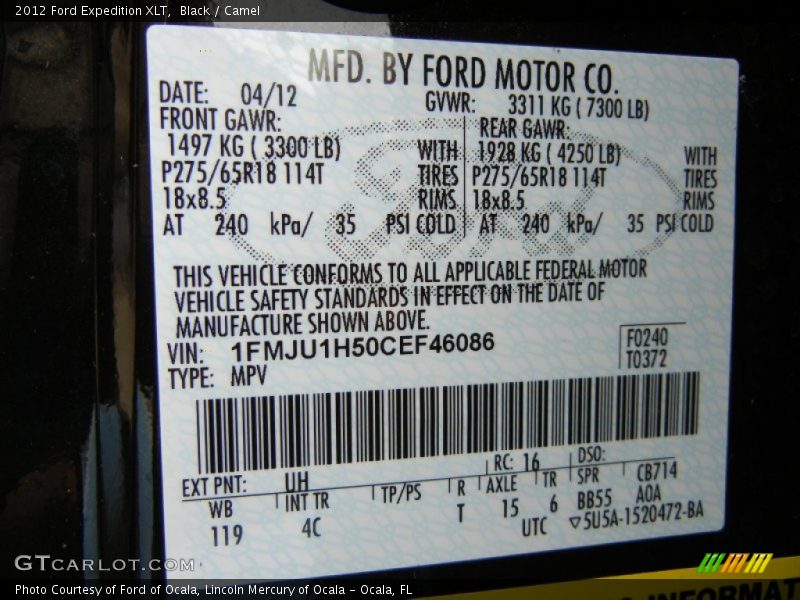 2012 Ford Expedition XLT, Black / Camel
MFD. BY FORD MOTOR CO.
DATE: 04/12 GVWR: 3311 KG ( 7300 LB)
FRONT GAWR: REAR GAWR:
1497 KG ( 3300 LB) WITH 1928 KG ( 4250 LB) WITH
P275/65R18 114T TIRES P275/65R18 114T TIRES
18x8.5 RIMS 18x8.5 RIMS
AT 240 kPa/ 35 PSI COLD AT 240 kPa/ 35 PSI COLD
THIS VEHICLE CONFORMS TO ALL APPLICABLE FEDERAL MOTOR
VEHICLE SAFETY STANDARDS IN EFFECT ON THE DATE OF
MANUFACTURE SHOWN ABOVE.
VIN: 1FMJU1H50CEF46086 F0240
TYPE: MPV T0372
EXT PNT: UH RC: 16 DSO:
WB INT TR TP/PS R AXLE TR SPR CB714
119 4C T 15 6 BB55 AOA
UTC ▽5U5A-1520472-BA
GTCARLOT.COM
Photo Courtesy of Ford of Ocala, Lincoln Mercury of Ocala - Ocala, FL